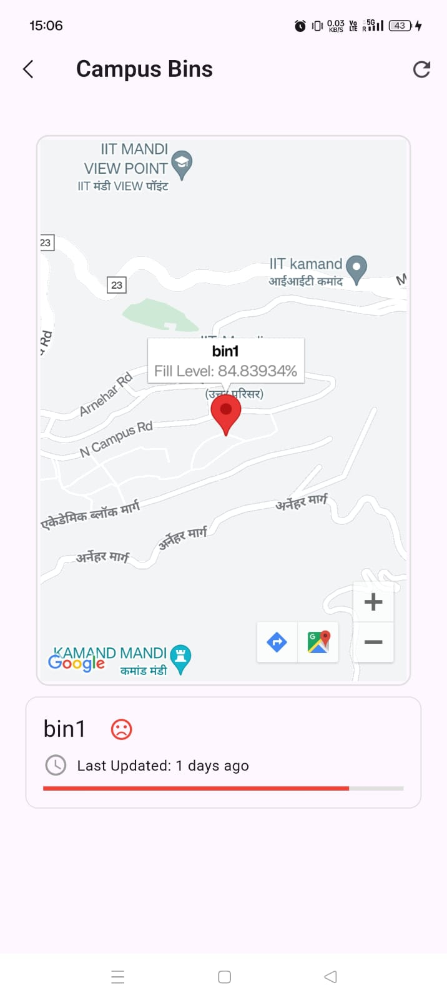 15:06
0.03 KB/S Vo LTE R 5G 43
Campus Bins
IIT MANDI
VIEW POINT
IIT मंडी VIEW पॉइंट
23
IIT kamand
आईआईटी कमांद
23
Rd
bin1
Fill Level: 84.83934%
(उत्तर परिसर)
Arnehar Rd
N Campus Rd
एकेडेमिक ब्लॉक मार्ग
अर्नेहर मार्ग
अर्नेहर मार्ग
अर्नेहर मार्ग
KAMAND MANDI
Google
कमांड मंडी
bin1
Last Updated: 1 days ago